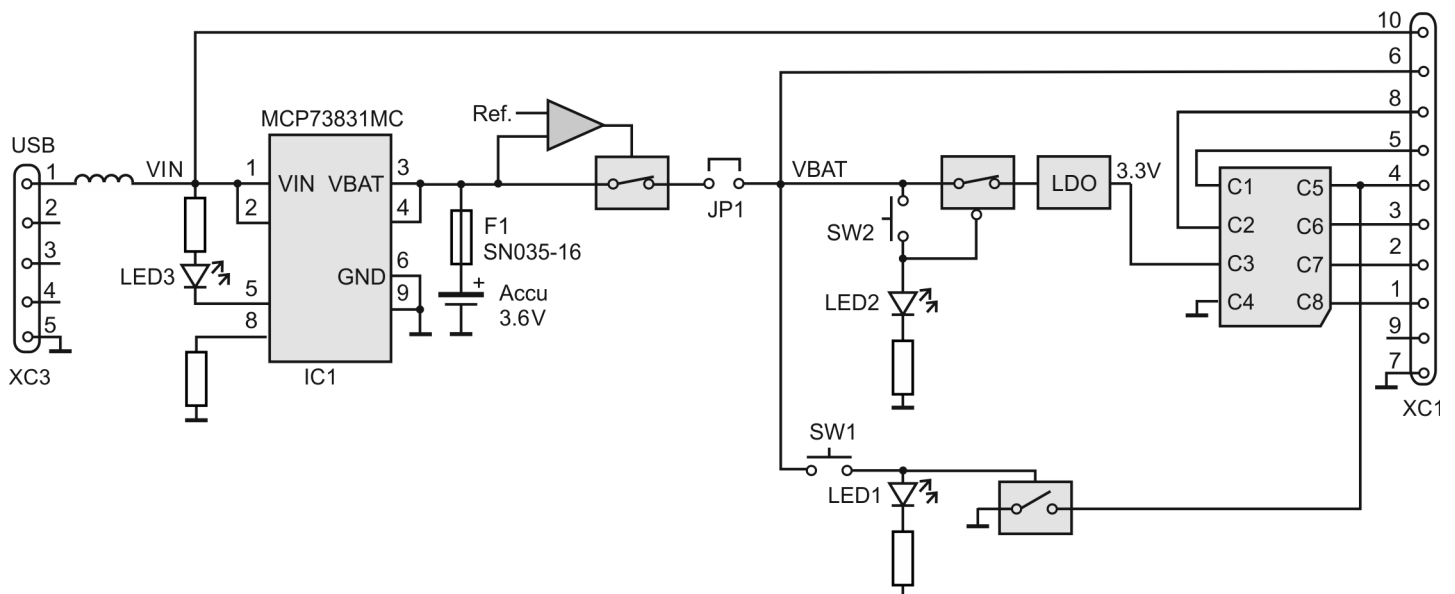 10
6
Ref.
MCP73831MC
8
USB
5
1
VIN
1
VIN
VBAT
3
VBAT
LDO
3.3V
C1
C5
4
2
2
4
JP1
F1
SN035-16
SW2
C2
C6
3
3
LED3
GND
6
C3
C7
2
4
5
9
+
Accu
3.6V
LED2
C4
C8
1
5
8
9
XC3
IC1
7
XC1
SW1
LED1